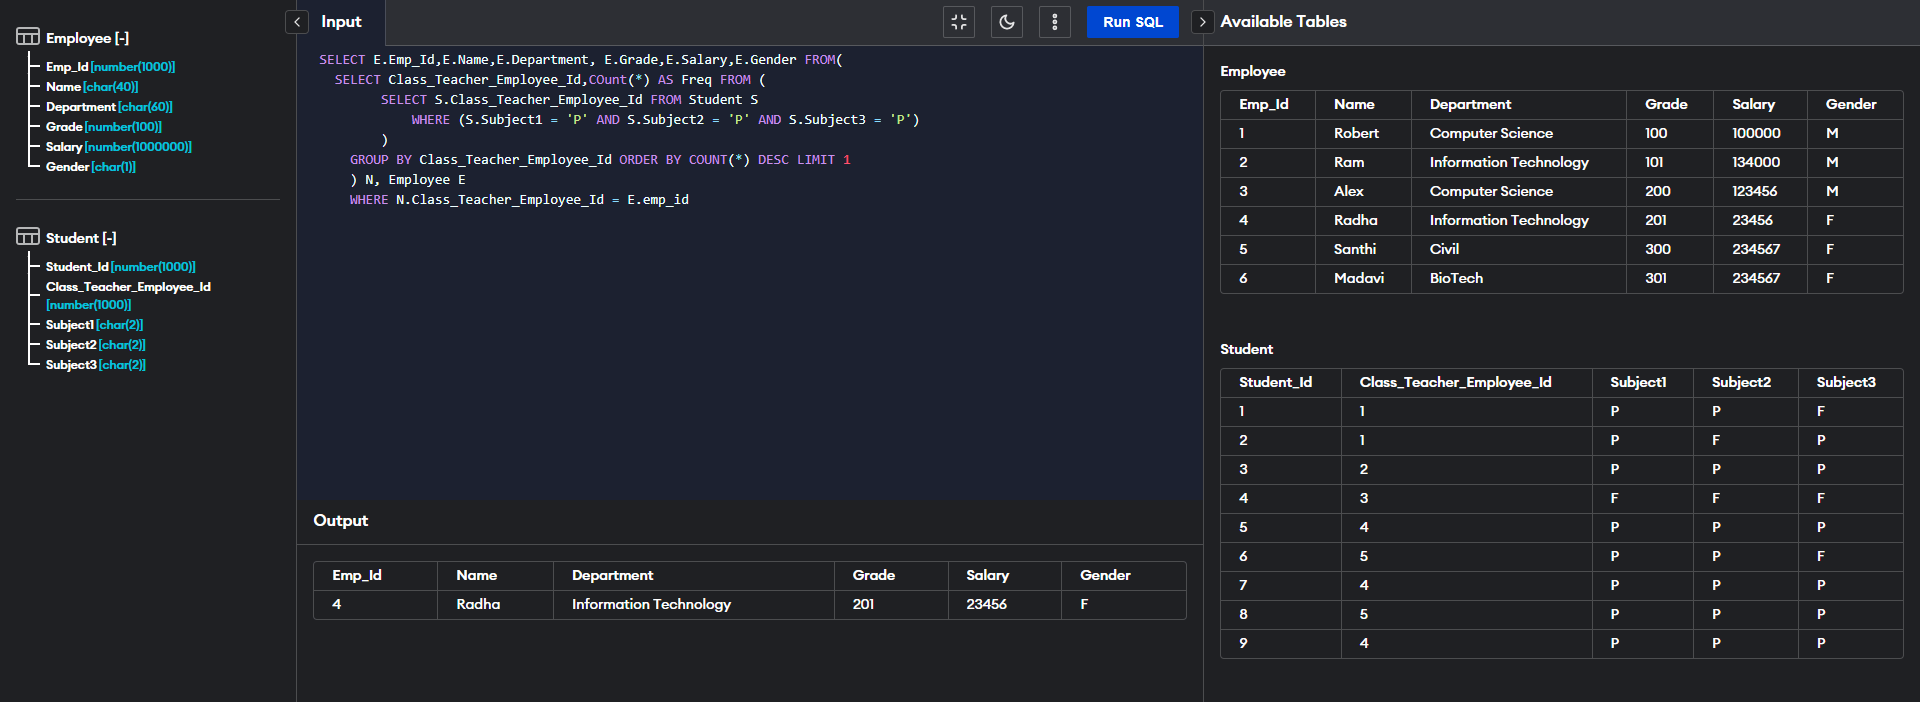 Employee [-]
Emp_Id [number(1000)]
Name [char(40)]
Department [char(60)]
Grade [number(100)]
Salary [number(1000000)]
Gender [char(1)]
Student [-]
Student_Id [number(1000)]
Class_Teacher_Employee_Id
[number(1000)]
Subject1 [char(2)]
Subject2 [char(2)]
Subject3 [char(2)]
Input
Run SQL
SELECT E.Emp_Id,E.Name,E.Department, E.Grade,E.Salary,E.Gender FROM(
SELECT Class_Teacher_Employee_Id,COunt(*) AS Freq FROM (
SELECT S.Class_Teacher_Employee_Id FROM Student S
WHERE (S.Subject1 = 'P' AND S.Subject2 = 'P' AND S.Subject3 = 'P')
)
GROUP BY Class_Teacher_Employee_Id ORDER BY COUNT(*) DESC LIMIT 1
) N, Employee E
WHERE N.Class_Teacher_Employee_Id = E.emp_id
Output
Emp_Id Name Department Grade Salary Gender
4 Radha Information Technology 201 23456 F
Available Tables
Employee
Emp_Id Name Department Grade Salary Gender
1 Robert Computer Science 100 100000 M
2 Ram Information Technology 101 134000 M
3 Alex Computer Science 200 123456 M
4 Radha Information Technology 201 23456 F
5 Santhi Civil 300 234567 F
6 Madavi BioTech 301 234567 F
Student
Student_Id Class_Teacher_Employee_Id Subject1 Subject2 Subject3
1 1 P P F
2 1 P F P
3 2 P P P
4 3 F F F
5 4 P P P
6 5 P P F
7 4 P P P
8 5 P P P
9 4 P P P